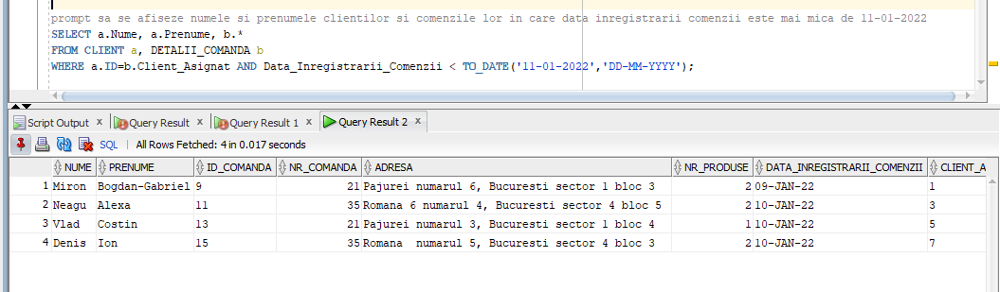 prompt sa se afiseze numele si prenumele clientilor si comenzile lor in care data inregistrarii comenzii este mai mica de 11-01-2022
SELECT a.Nume, a.Prenume, b.*
FROM CLIENT a, DETALII_COMANDA b
WHERE a.ID=b.Client_Asignat AND Data_Inregistrarii_Comenzii < TO_DATE('11-01-2022','DD-MM-YYYY');
Script Output x Query Result x Query Result 1 x Query Result 2 x
SQL | All Rows Fetched: 4 in 0.017 seconds
NUME PRENUME ID_COMANDA NR_COMANDA ADRESA NR_PRODUSE DATA_INREGISTRARII_COMENZII CLIENT_A
1 Miron Bogdan-Gabriel 9 21 Pajurei numarul 6, Bucuresti sector 1 bloc 3 2 09-JAN-22 1
2 Neagu Alexa 11 35 Romana 6 numarul 4, Bucuresti sector 4 bloc 5 2 10-JAN-22 3
3 Vlad Costin 13 21 Pajurei numarul 3, Bucuresti sector 1 bloc 4 1 10-JAN-22 5
4 Denis Ion 15 35 Romana  numarul 5, Bucuresti sector 4 bloc 3 2 10-JAN-22 7